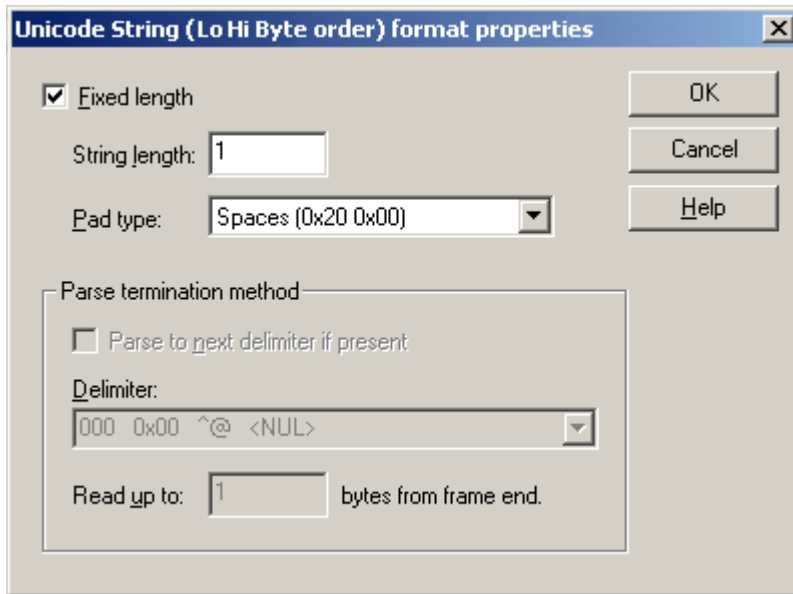 Unicode String (Lo Hi Byte order) format properties
Fixed length
OK
String length: 1
Cancel
Pad type: Spaces (0x20 0x00)
Help
Parse termination method
Parse to next delimiter if present
Delimiter:
000 0x00 ^@ <NUL>
Read up to: 1 bytes from frame end.